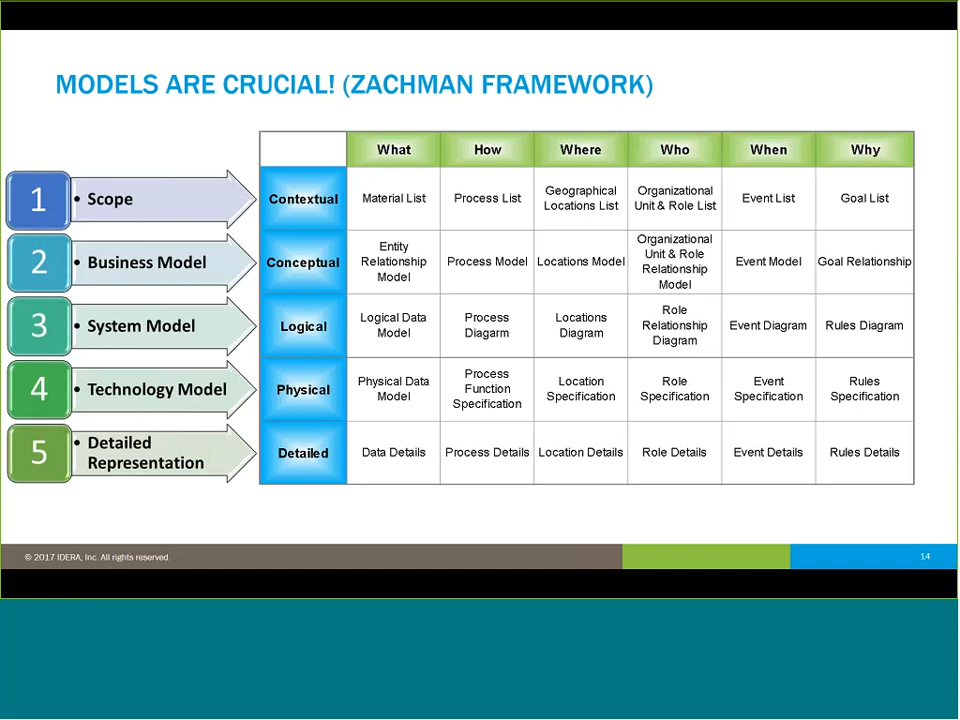 MODELS ARE CRUCIAL! (ZACHMAN FRAMEWORK)
What How Where Who When Why
1 • Scope
Contextual
Material List
Process List
Geographical
Locations List
Organizational
Unit & Role List
Event List
Goal List
2 • Business Model
Conceptual
Entity
Relationship
Model
Process Model
Locations Model
Organizational
Unit & Role
Relationship
Model
Event Model
Goal Relationship
3 • System Model
Logical
Logical Data
Model
Process
Diagarm
Locations
Diagram
Role
Relationship
Diagram
Event Diagram
Rules Diagram
4 • Technology Model
Physical
Physical Data
Model
Process
Function
Specification
Location
Specification
Role
Specification
Event
Specification
Rules
Specification
5 • Detailed
Representation
Detailed
Data Details
Process Details
Location Details
Role Details
Event Details
Rules Details
© 2017 IDERA, Inc. All rights reserved.
14